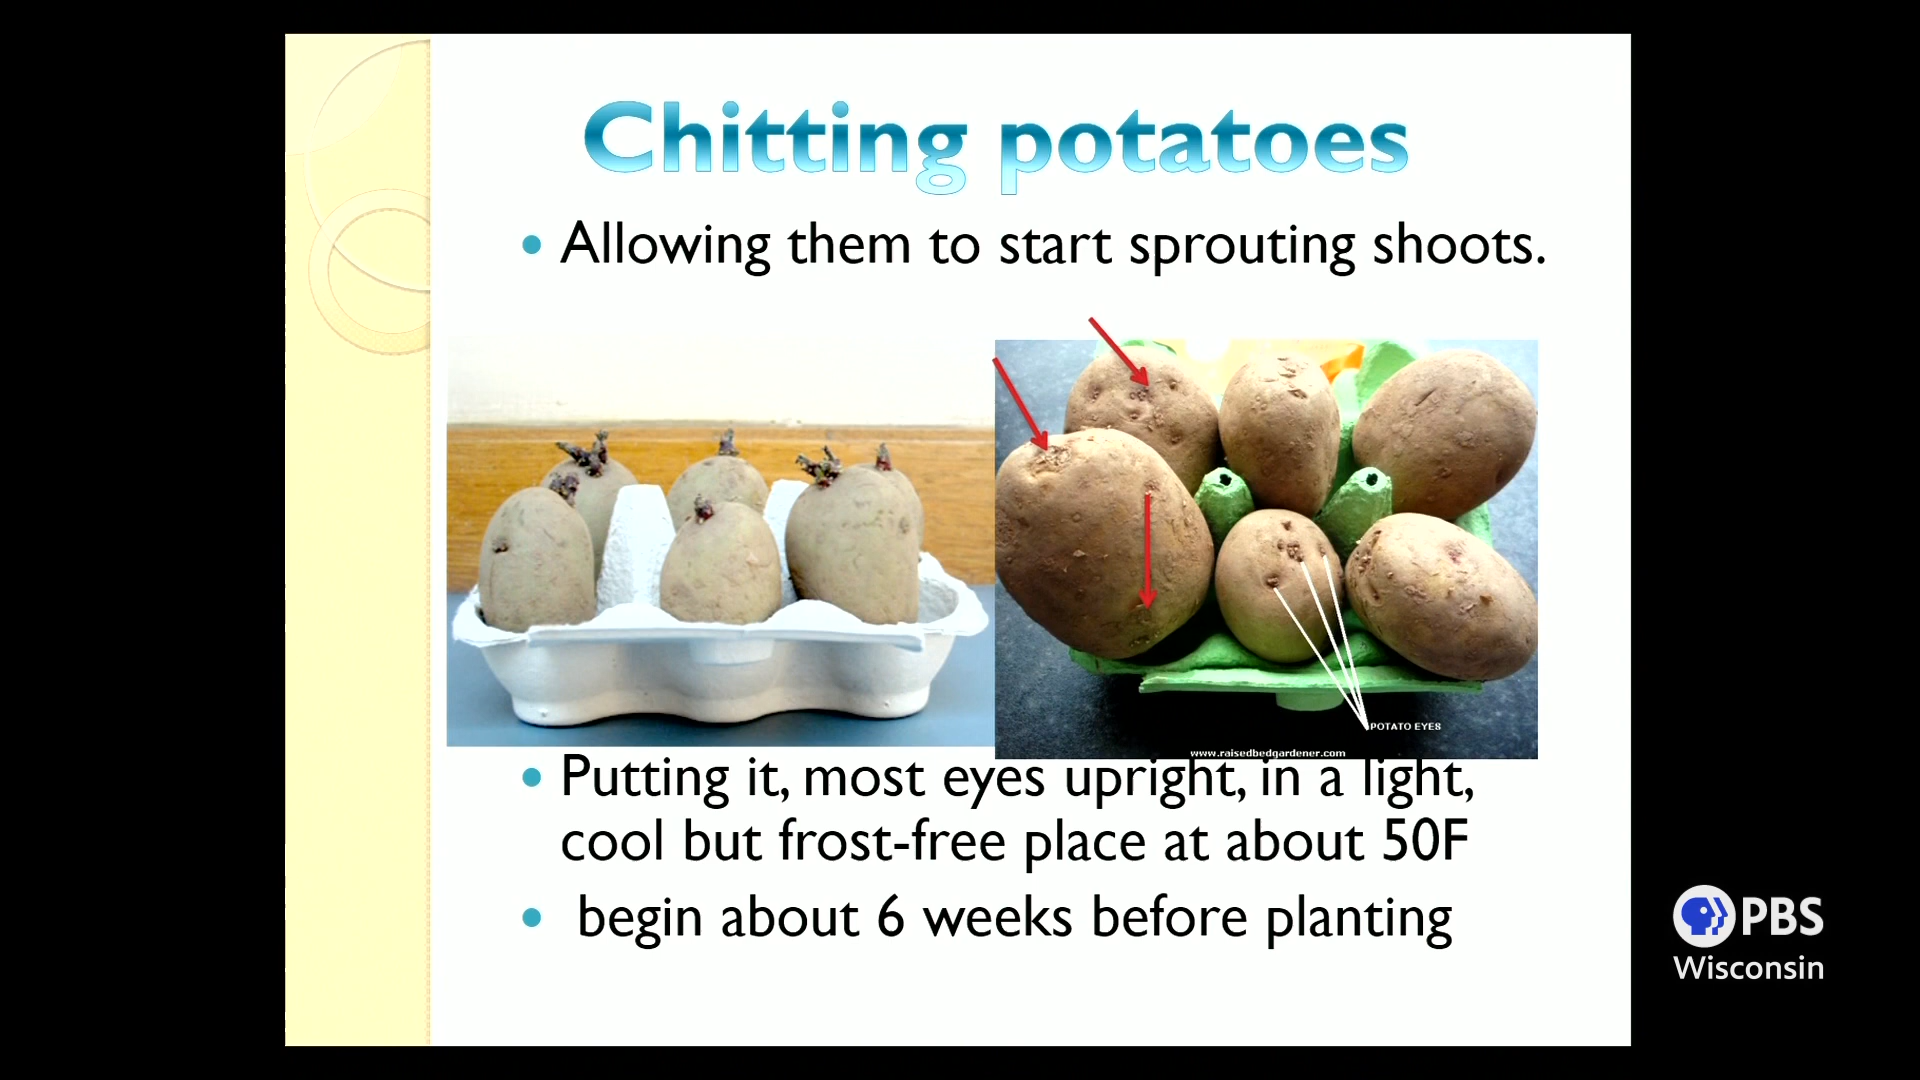 Chitting potatoes
• Allowing them to start sprouting shoots.
POTATO EYES
www.raisedbedgardener.com
• Putting it, most eyes upright, in a light,
cool but frost-free place at about 50F
• begin about 6 weeks before planting
PBS
Wisconsin